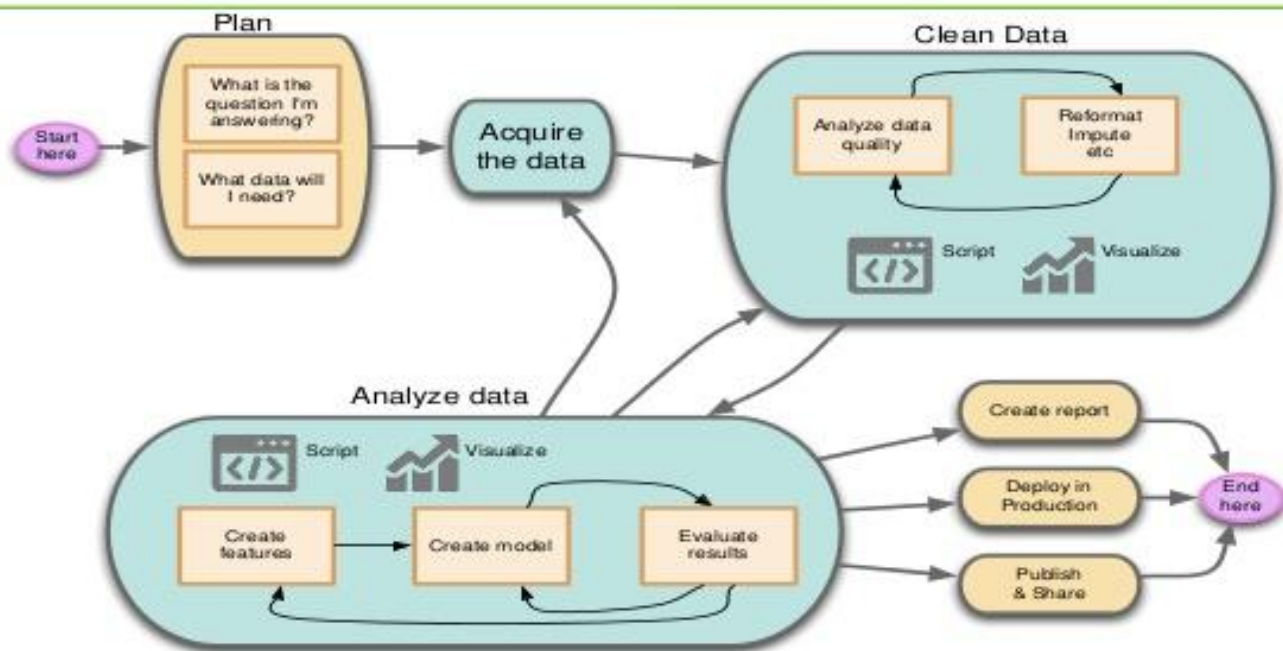 Plan
What is the
question I'm
answering?
What data will
I need?
Start
here
Acquire
the data
Clean Data
Analyze data
quality
Reformat
Impute
etc
Script
Visualize
Analyze data
Script
Visualize
Create
features
Create model
Evaluate
results
Create report
Deploy in
Production
Publish
& Share
End
here